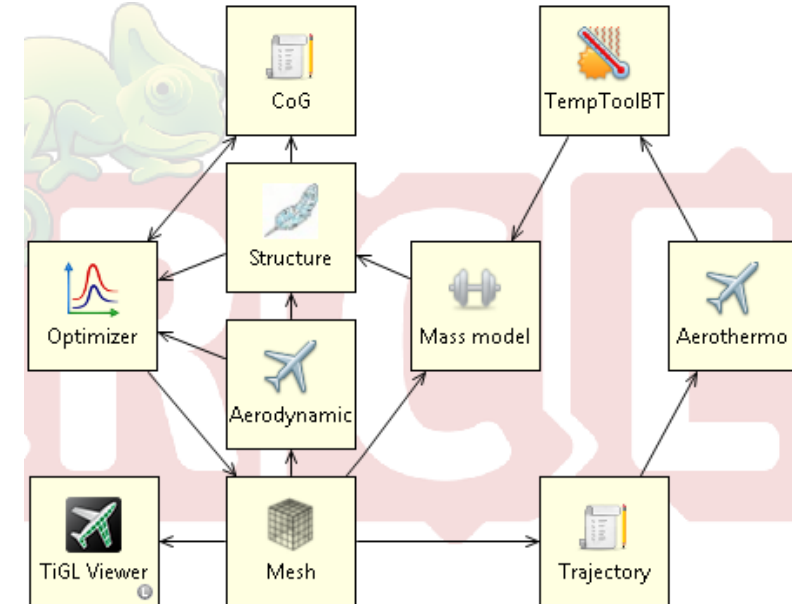 CoG
TempToolBT
Structure
Optimizer
Mass model
Aerothermo
Aerodynamic
TiGL Viewer
Mesh
Trajectory